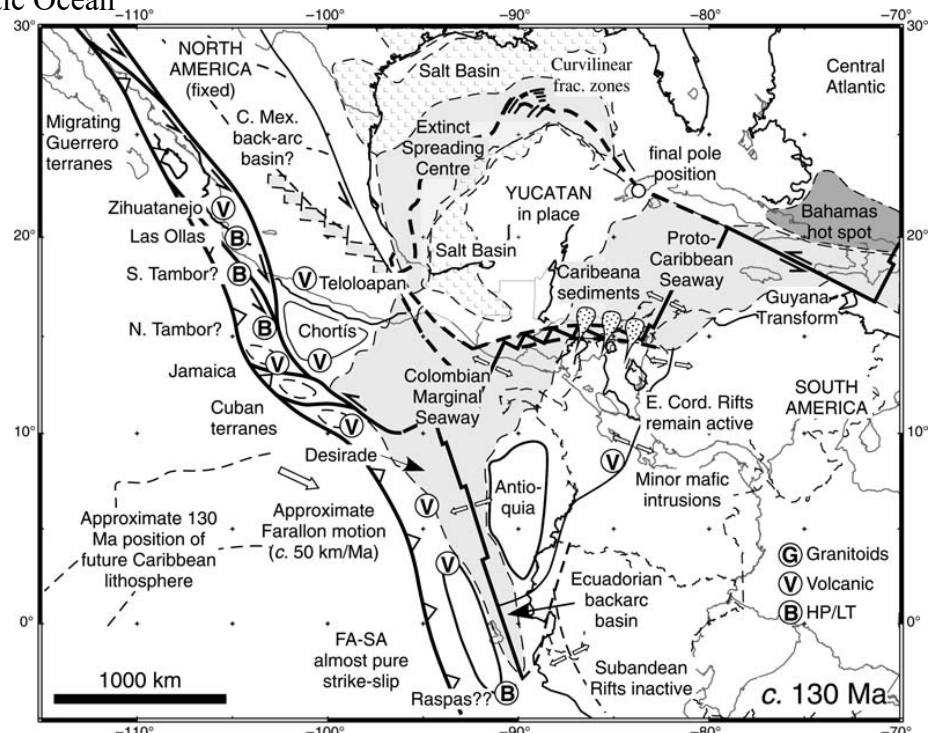 tic Ocean
−110° −100° −90° −80° −70°
30°
NORTH
AMERICA
(fixed)
Salt Basin
Curvilinear
frac. zones
Central
Atlantic
Migrating
Guerrero
terranes
C. Mex.
back-arc
basin?
Extinct
Spreading
Centre
final pole
position
YUCATAN
in place
Zihuatanejo
V
Las Ollas
B
20°
Bahamas
hot spot
S. Tambor?
B
V
Teloloapan
Salt Basin
Caribeana
sediments
Proto-
Caribbean
Seaway
Guyana
Transform
N. Tambor?
B
Chortís
V
Jamaica
V
Colombian
Marginal
Seaway
SOUTH
AMERICA
Cuban
terranes
V
E. Cord. Rifts
remain active
10°
Desirade
V
Minor mafic
intrusions
V
Antio-
quia
Approximate 130
Ma position of
future Caribbean
lithosphere
Approximate
Farallon motion
(c. 50 km/Ma)
V
G Granitoids
V Volcanic
B HP/LT
Ecuadorian
backarc
basin
0°
FA-SA
almost pure
strike-slip
Subandean
Rifts inactive
1000 km
Raspas??
B
c. 130 Ma
−110° −100° −90° −80° −70°
30°
20°
10°
0°